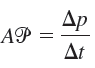 A𝒫 = Δp / Δt